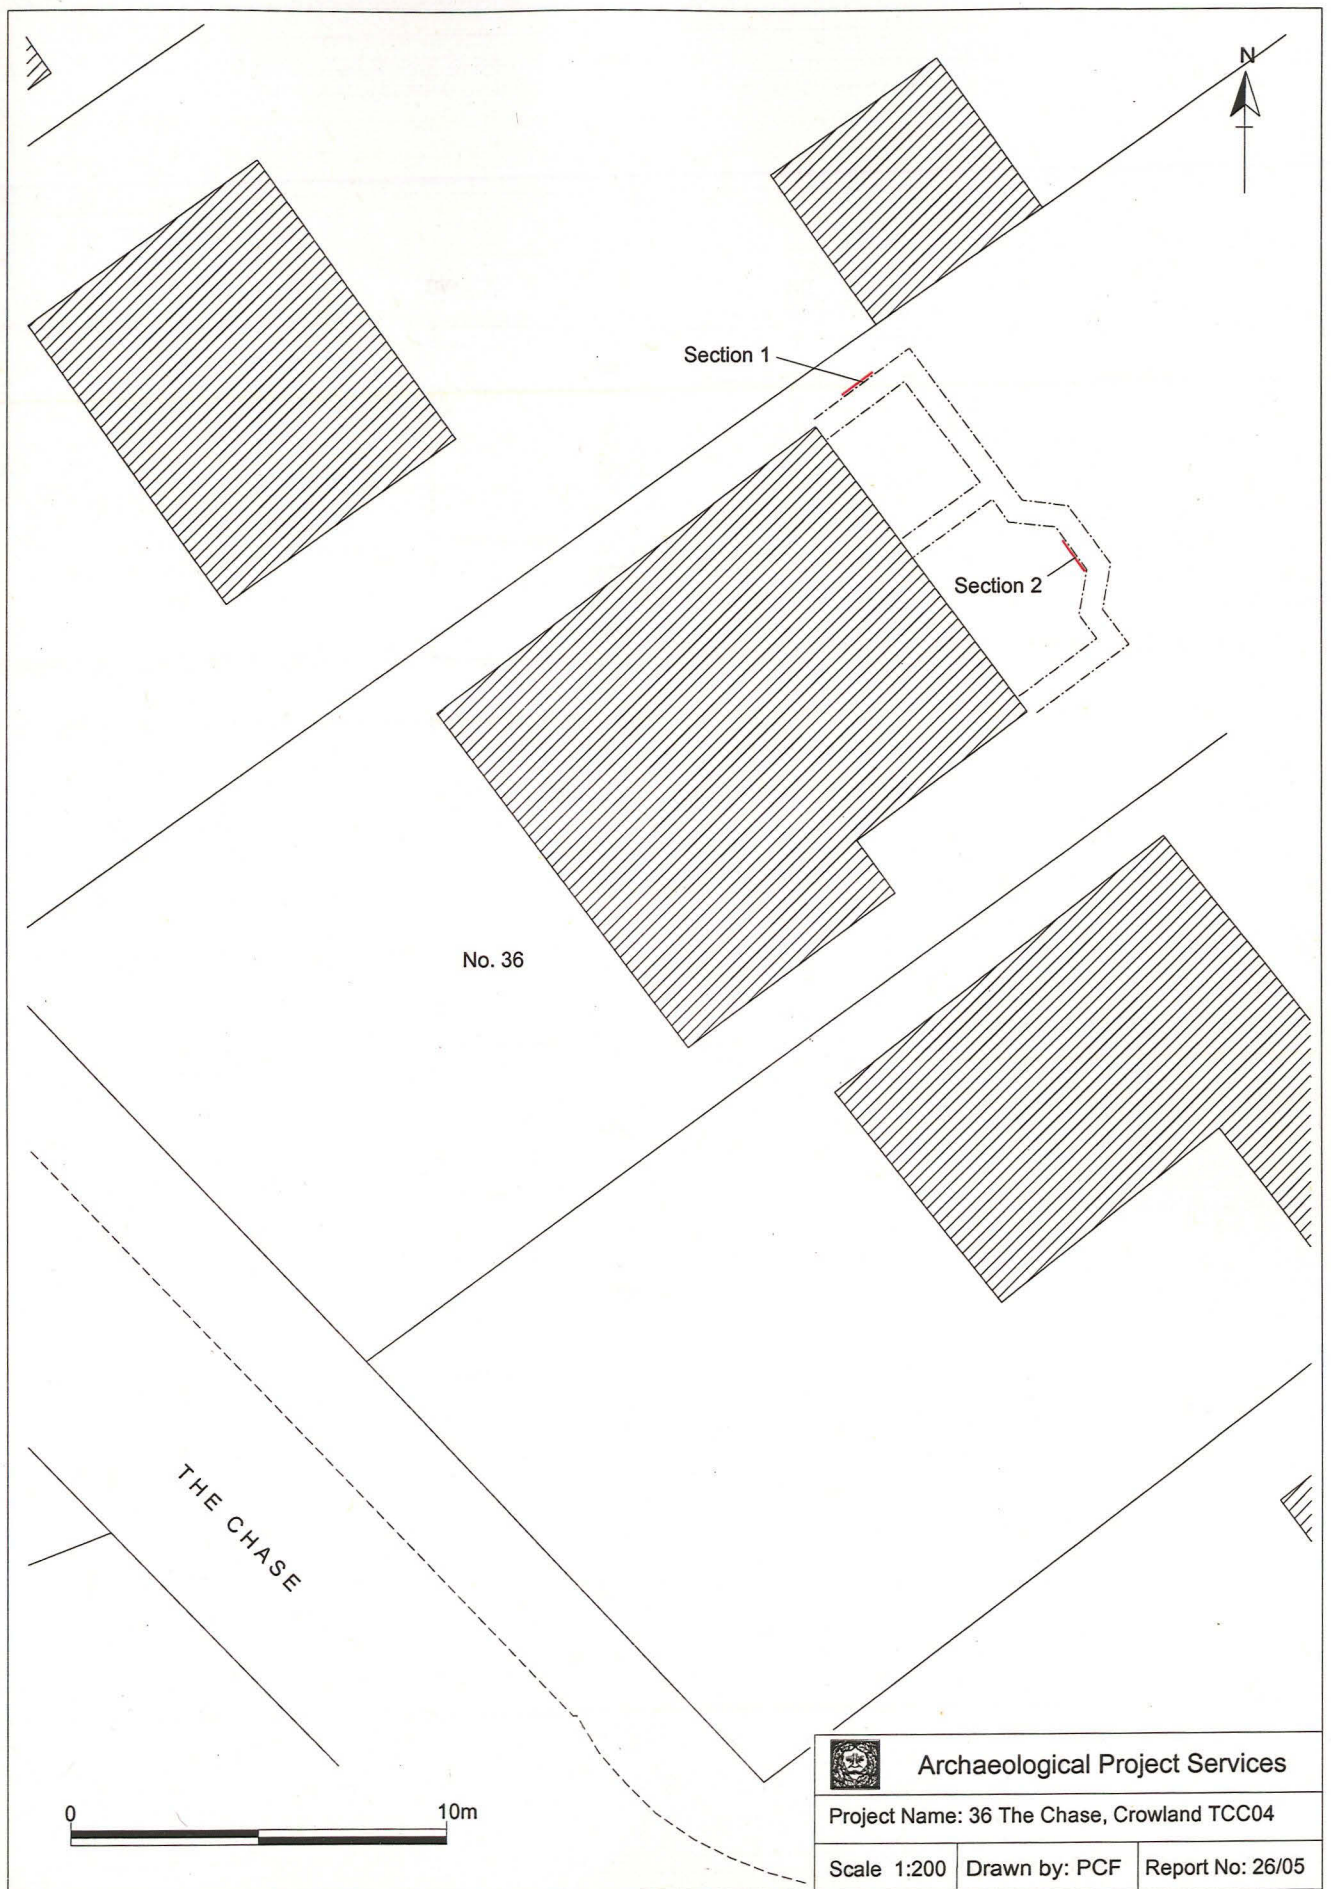 N
Section 1
Section 2
No. 36
THE CHASE
0 10m
Archaeological Project Services
Project Name: 36 The Chase, Crowland TCC04
Scale 1:200 Drawn by: PCF Report No: 26/05